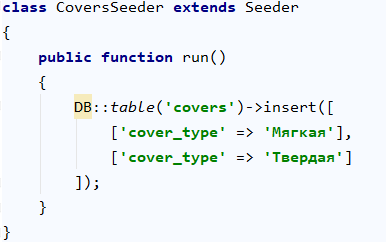 class CoversSeeder extends Seeder
{
    public function run()
    {
        DB::table('covers')->insert([
            ['cover_type' => 'Мягкая'],
            ['cover_type' => 'Твердая']
        ]);
    }
}